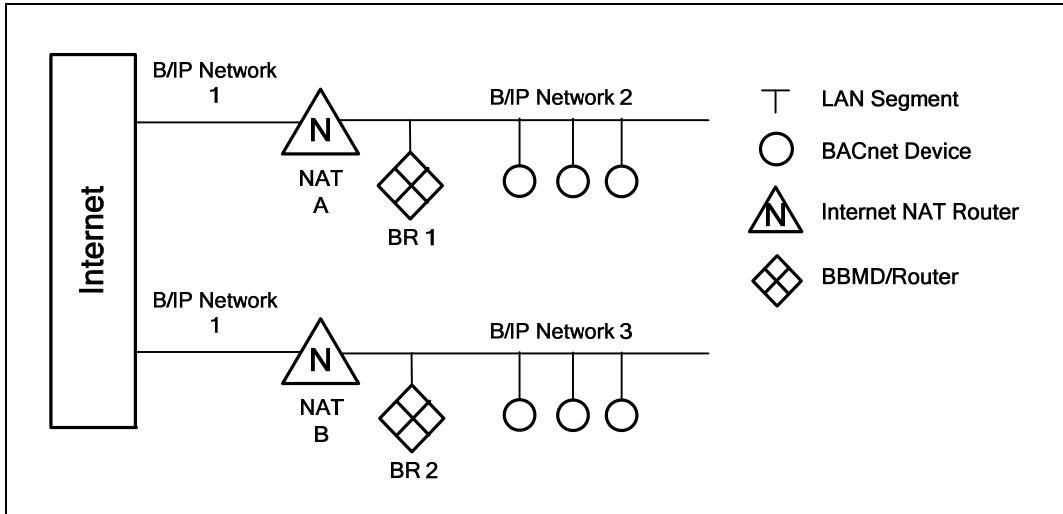 Internet
B/IP Network
1
N
NAT
A
BR 1
B/IP Network 2
B/IP Network
1
N
NAT
B
BR 2
B/IP Network 3
LAN Segment
BACnet Device
N
Internet NAT Router
BBMD/Router